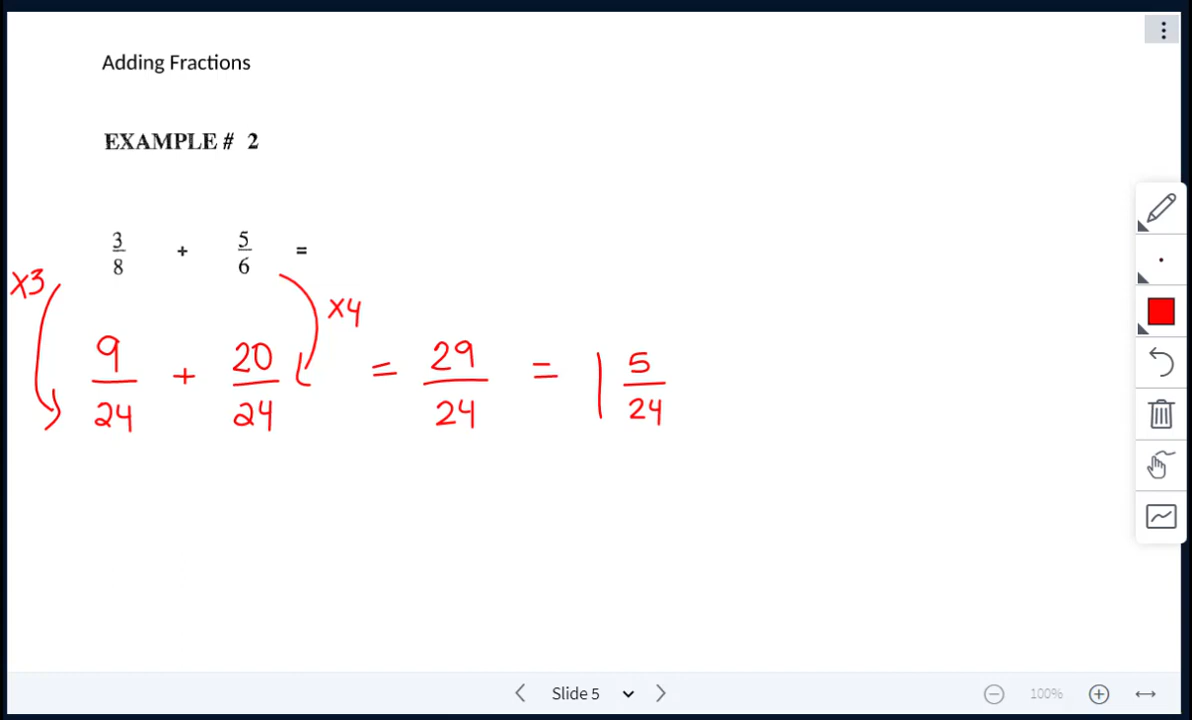 Adding Fractions
EXAMPLE # 2
3/8 + 5/6 =
x3
x4
9/24 + 20/24 = 29/24 = 1 5/24
Slide 5
100%